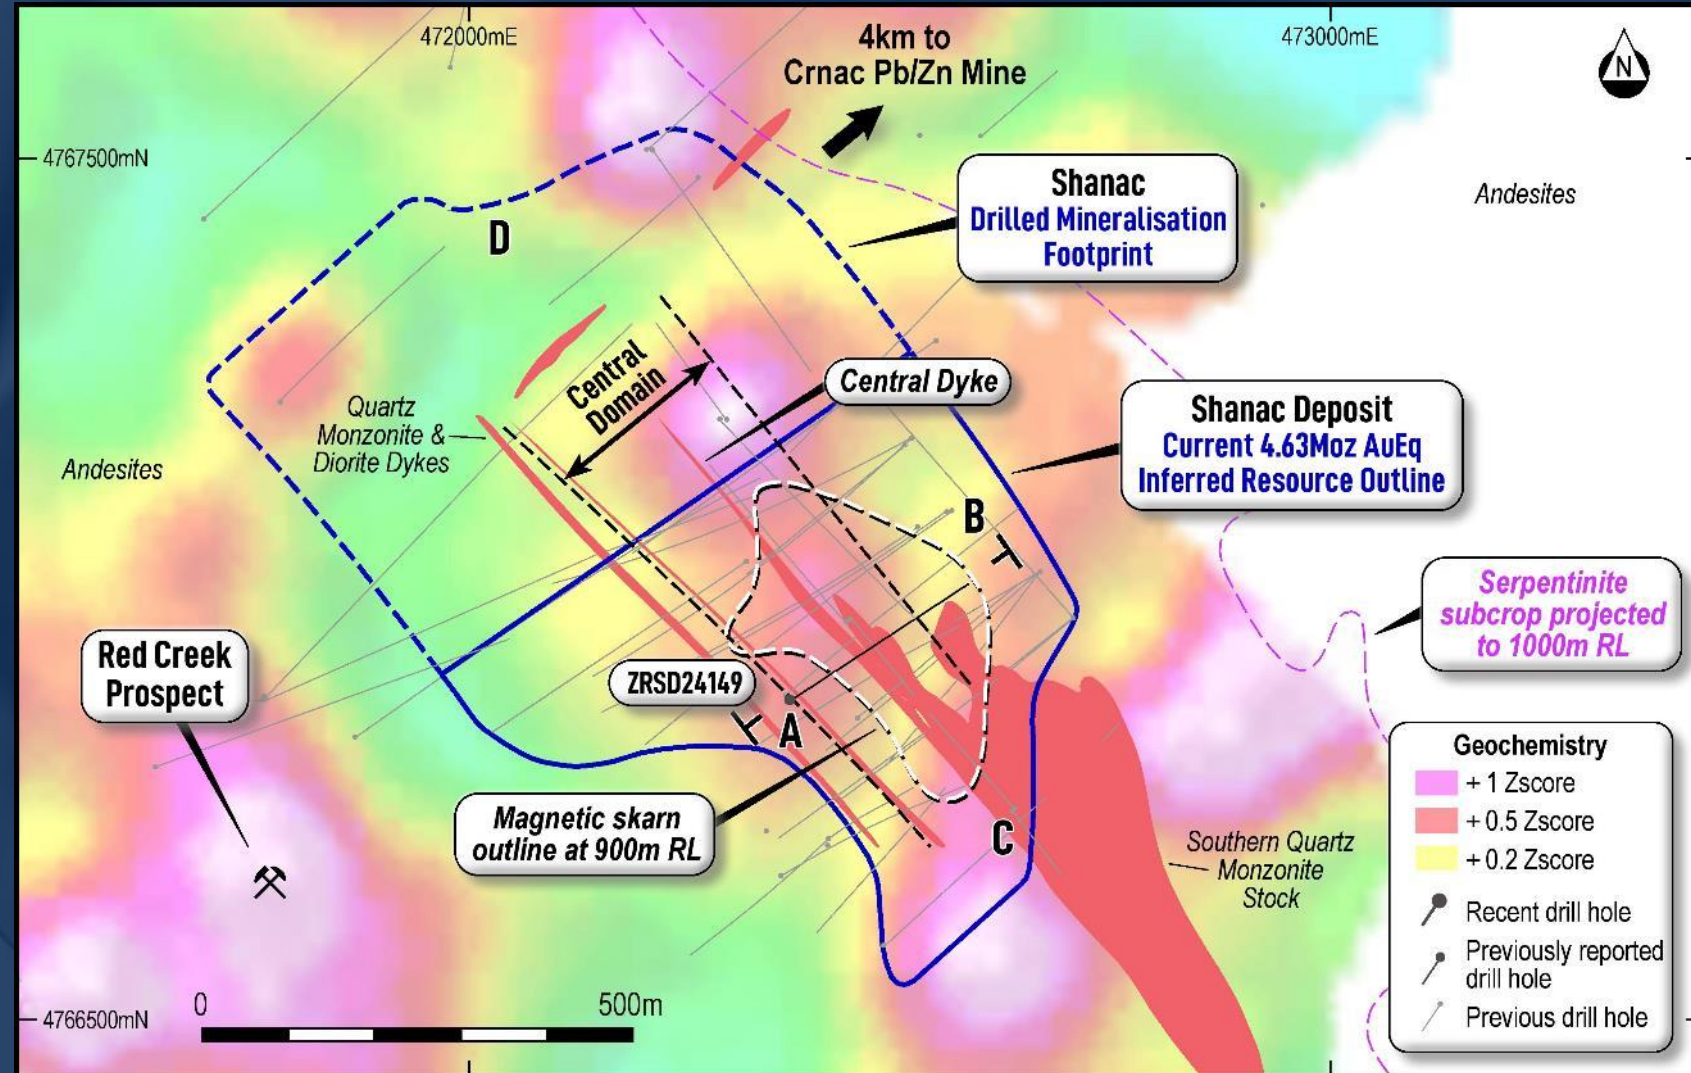 472000mE
473000mE
4km to
Crnac Pb/Zn Mine
N
4767500mN
Shanac
Drilled Mineralisation
Footprint
Andesites
D
Central
Domain
Central Dyke
Quartz
Monzonite &
Diorite Dykes
Andesites
Shanac Deposit
Current 4.63Moz AuEq
Inferred Resource Outline
B
Serpentinite
subcrop projected
to 1000m RL
Red Creek
Prospect
ZRSD24149
A
Magnetic skarn
outline at 900m RL
C
Southern Quartz
Monzonite
Stock
Geochemistry
+ 1 Zscore
+ 0.5 Zscore
+ 0.2 Zscore
Recent drill hole
Previously reported
drill hole
Previous drill hole
0
500m
4766500mN